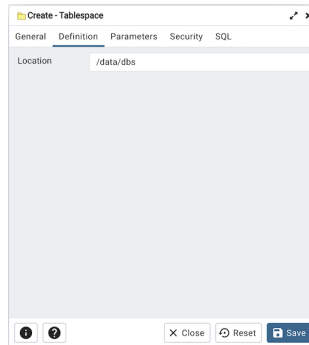 Create - Tablespace
General Definition Parameters Security SQL
Location /data/dbs
Close Reset Save